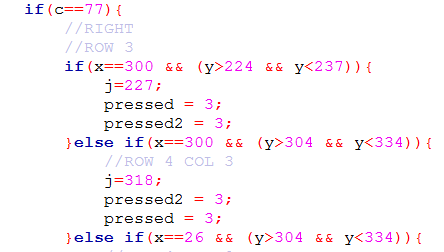 if(c==77){
//RIGHT
//ROW 3
if(x==300 && (y>224 && y<237)){
j=227;
pressed = 3;
pressed2 = 3;
}else if(x==300 && (y>304 && y<334)){
//ROW 4 COL 3
j=318;
pressed2 = 3;
pressed = 3;
}else if(x==26 && (y>304 && y<334)){